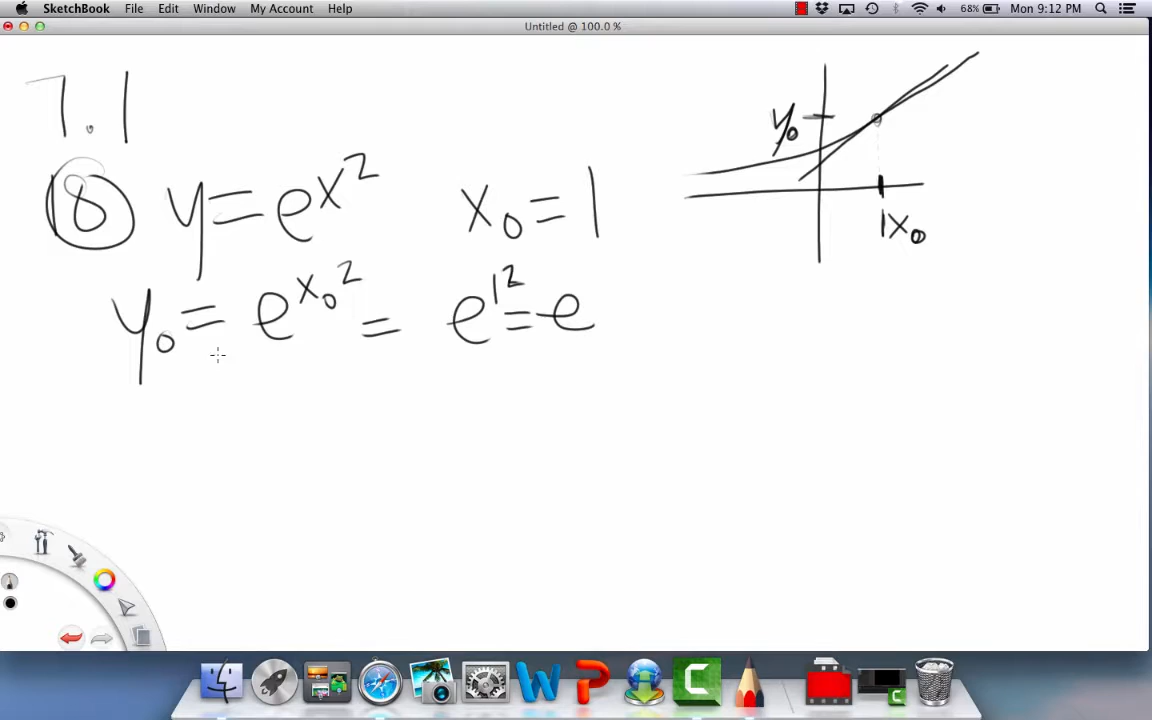 SketchBook File Edit Window My Account Help 68% Mon 9:12 PM
Untitled @ 100.0 %
7.1
18 y = e^x^2 x₀ = 1
y₀ = e^x₀^2 = e^1^2 = e
y₀
1 x₀